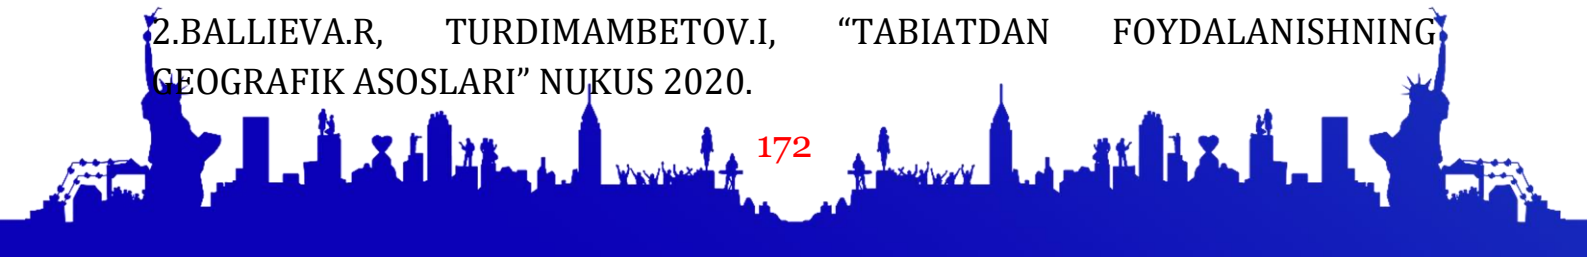 2.BALLIEVA.R, TURDIMAMBETOV.I, “TABIATDAN FOYDALANISHNING
GEOGRAFIK ASOSLARI” NUKUS 2020.
172